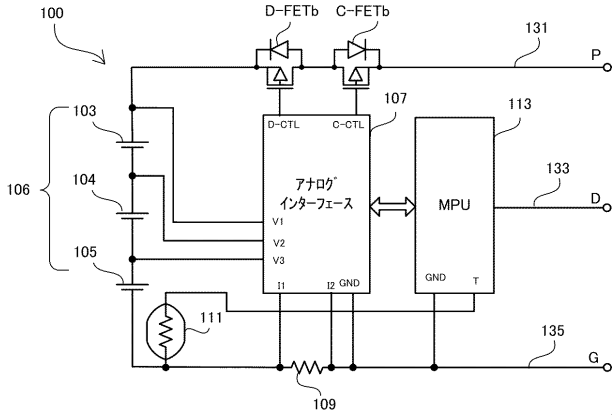 D-FETb C-FETb
100
131
P
103
107
113
D-CTL C-CTL
アナログ
インターフェース
MPU
106
104
133
D
V1
V2
V3
105
I1 I2 GND
GND T
111
109
135
G